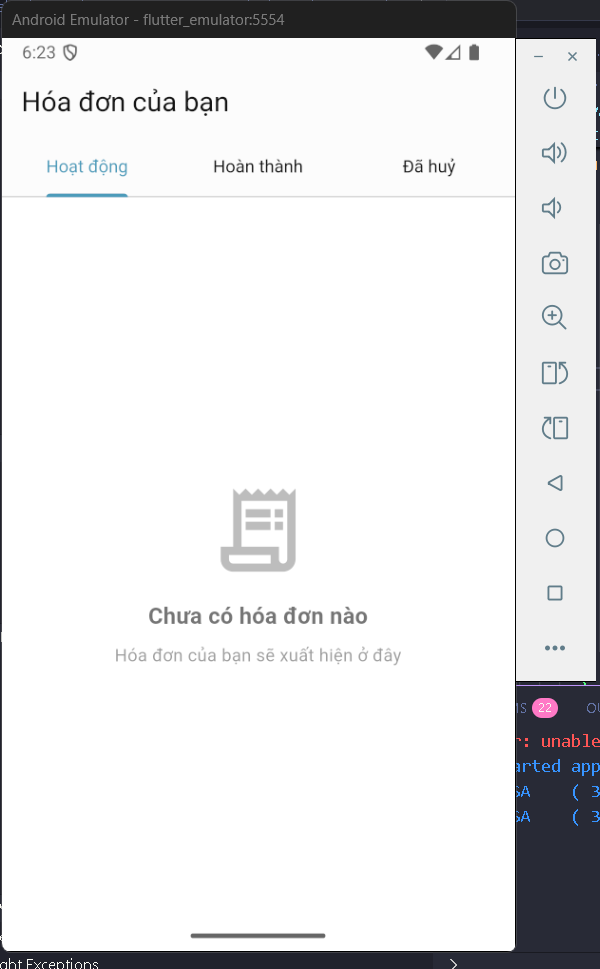 Android Emulator - flutter_emulator:5554
6:23
Hóa đơn của bạn
Hoạt động Hoàn thành Đã huỷ
Chưa có hóa đơn nào
Hóa đơn của bạn sẽ xuất hiện ở đây
22
r: unable
arted app
SA ( 3
SA ( 3
ght Exceptions